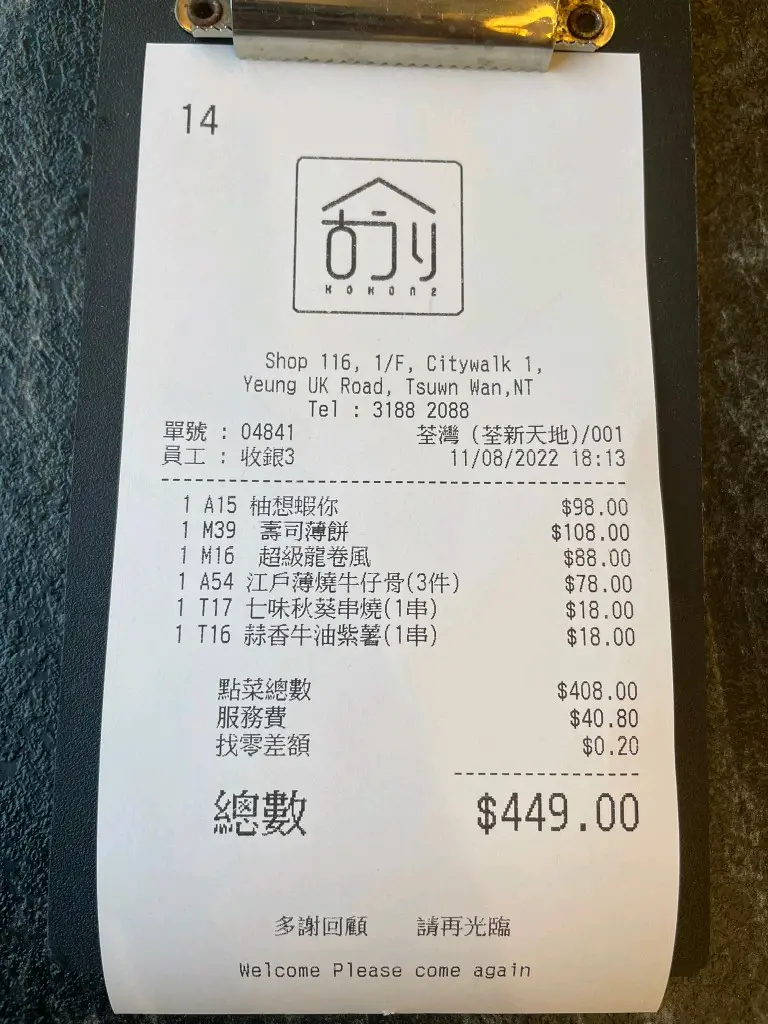 14
古うり
KOKONE
Shop 116, 1/F, Citywalk 1,
Yeung UK Road, Tsuwn Wan,NT
Tel : 3188 2088
單號 : 04841 荃灣 (荃新天地)/001
員工 : 收銀3 11/08/2022 18:13
1 A15 柚想蝦你 $98.00
1 M39 壽司薄餅 $108.00
1 M16 超級龍卷風 $88.00
1 A54 江戶薄燒牛仔骨(3件) $78.00
1 T17 七味秋葵串燒(1串) $18.00
1 T16 蒜香牛油紫薯(1串) $18.00
點菜總數 $408.00
服務費 $40.80
找零差額 $0.20
總數 $449.00
多謝回顧 請再光臨
Welcome Please come again